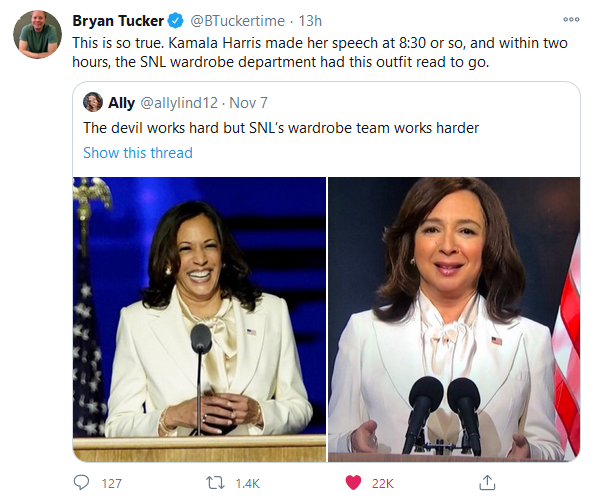 Bryan Tucker @BTuckertime · 13h
This is so true. Kamala Harris made her speech at 8:30 or so, and within two
hours, the SNL wardrobe department had this outfit read to go.
Ally @allylind12 · Nov 7
The devil works hard but SNL's wardrobe team works harder
Show this thread
127 1.4K 22K